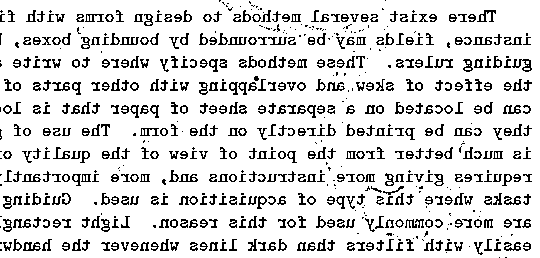 There exist several methods to design forms with fi
instance, fields may be surrounded by bounding boxes,
guiding rulers. These methods specify where to write
the effect of skew and overlapping with other parts of
can be located on a separate sheet of paper that is lo
they can be printed directly on the form. The use of g
is much better from the point of view of the quality o
requires giving more instructions and, more importantly
tasks where this type of acquisition is used. Guiding
are more commonly used for this reason. Light rectangl
easily with filters than dark lines whenever the handw